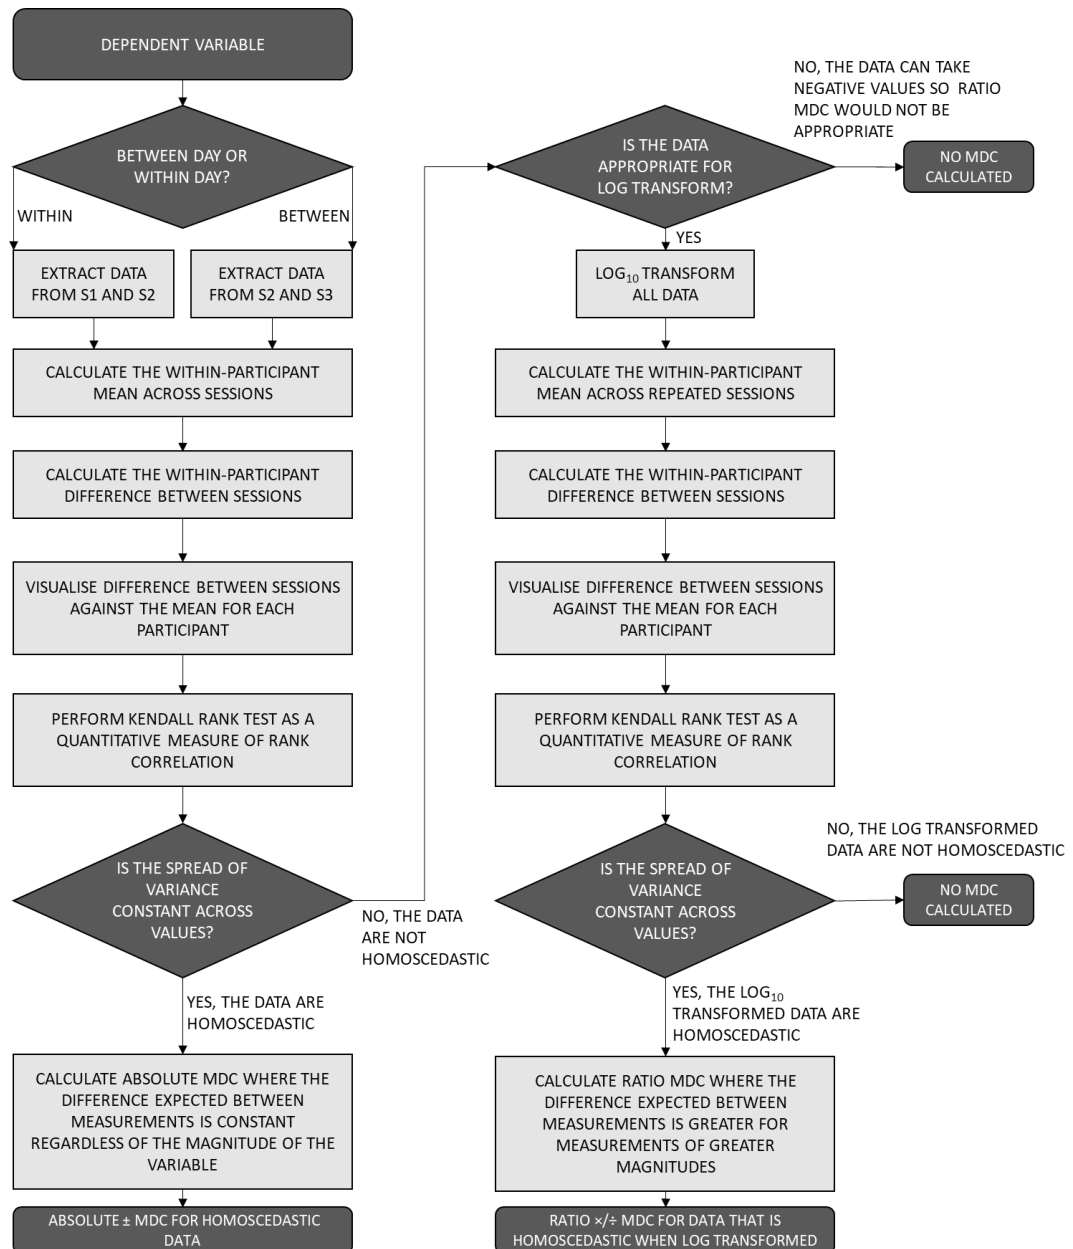 DEPENDENT VARIABLE
BETWEEN DAY OR
WITHIN DAY?
WITHIN
BETWEEN
EXTRACT DATA
FROM S1 AND S2
EXTRACT DATA
FROM S2 AND S3
CALCULATE THE WITHIN-PARTICIPANT
MEAN ACROSS SESSIONS
CALCULATE THE WITHIN-PARTICIPANT
DIFFERENCE BETWEEN SESSIONS
VISUALISE DIFFERENCE BETWEEN SESSIONS
AGAINST THE MEAN FOR EACH
PARTICIPANT
PERFORM KENDALL RANK TEST AS A
QUANTITATIVE MEASURE OF RANK
CORRELATION
IS THE SPREAD OF
VARIANCE
CONSTANT ACROSS
VALUES?
NO, THE DATA
ARE NOT
HOMOSCEDASTIC
YES, THE DATA ARE
HOMOSCEDASTIC
CALCULATE ABSOLUTE MDC WHERE THE
DIFFERENCE EXPECTED BETWEEN
MEASUREMENTS IS CONSTANT
REGARDLESS OF THE MAGNITUDE OF THE
VARIABLE
ABSOLUTE ± MDC FOR HOMOSCEDASTIC
DATA
IS THE DATA
APPROPRIATE FOR
LOG TRANSFORM?
NO, THE DATA CAN TAKE
NEGATIVE VALUES SO RATIO
MDC WOULD NOT BE
APPROPRIATE
NO MDC
CALCULATED
YES
LOG₁₀ TRANSFORM
ALL DATA
CALCULATE THE WITHIN-PARTICIPANT
MEAN ACROSS REPEATED SESSIONS
CALCULATE THE WITHIN-PARTICIPANT
DIFFERENCE BETWEEN SESSIONS
VISUALISE DIFFERENCE BETWEEN SESSIONS
AGAINST THE MEAN FOR EACH
PARTICIPANT
PERFORM KENDALL RANK TEST AS A
QUANTITATIVE MEASURE OF RANK
CORRELATION
IS THE SPREAD OF
VARIANCE
CONSTANT ACROSS
VALUES?
NO, THE LOG TRANSFORMED
DATA ARE NOT HOMOSCEDASTIC
NO MDC
CALCULATED
YES, THE LOG₁₀
TRANSFORMED DATA ARE
HOMOSCEDASTIC
CALCULATE RATIO MDC WHERE THE
DIFFERENCE EXPECTED BETWEEN
MEASUREMENTS IS GREATER FOR
MEASUREMENTS OF GREATER
MAGNITUDES
RATIO ×/÷ MDC FOR DATA THAT IS
HOMOSCEDASTIC WHEN LOG TRANSFORMED